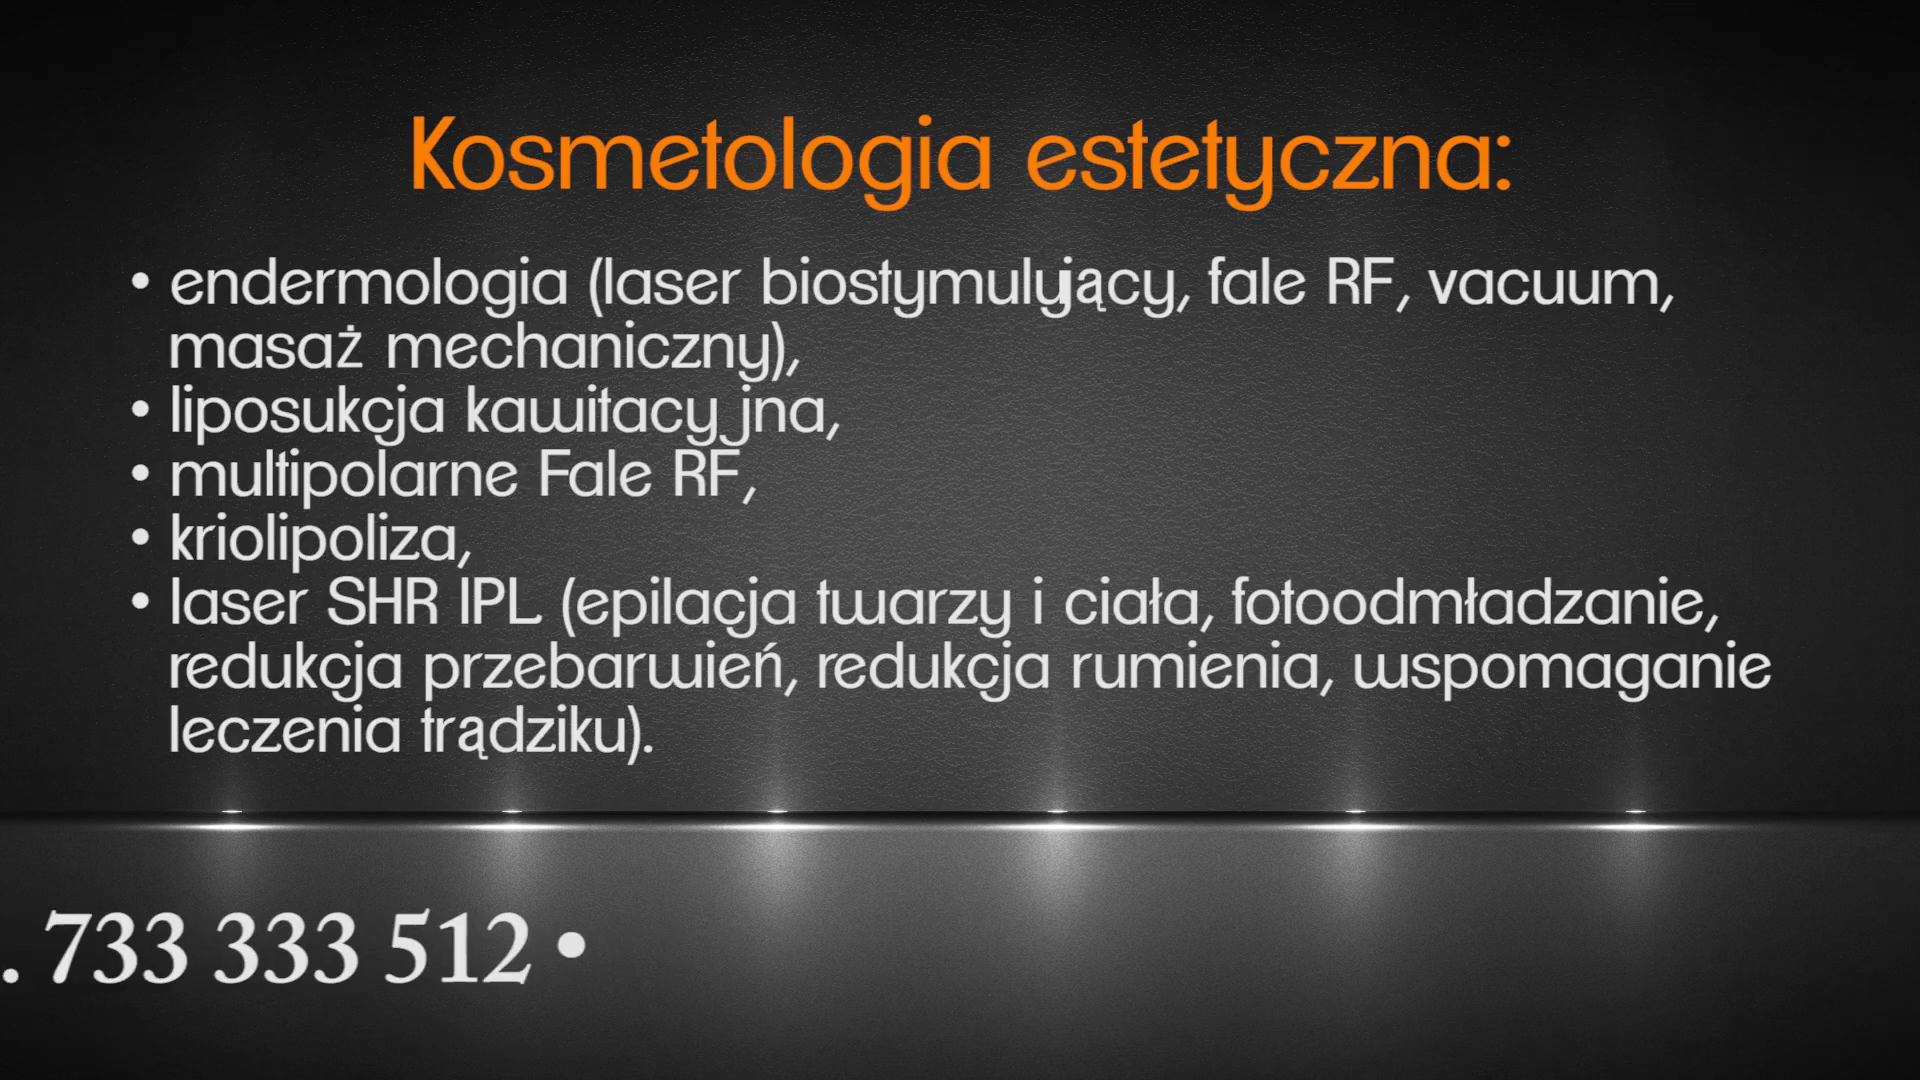 Kosmetologia estetyczna:
• endermologia (laser biostymulyjący, fale RF, vacuum,
masaż mechaniczny),
• liposukcja kawitacyjna,
• multipolarne Fale RF,
• kriolipoliza,
• laser SHR IPL (epilacja twarzy i ciała, fotoodmładzanie,
redukcja przebarwień, redukcja rumienia, wspomaganie
leczenia trądziku).
. 733 333 512 •